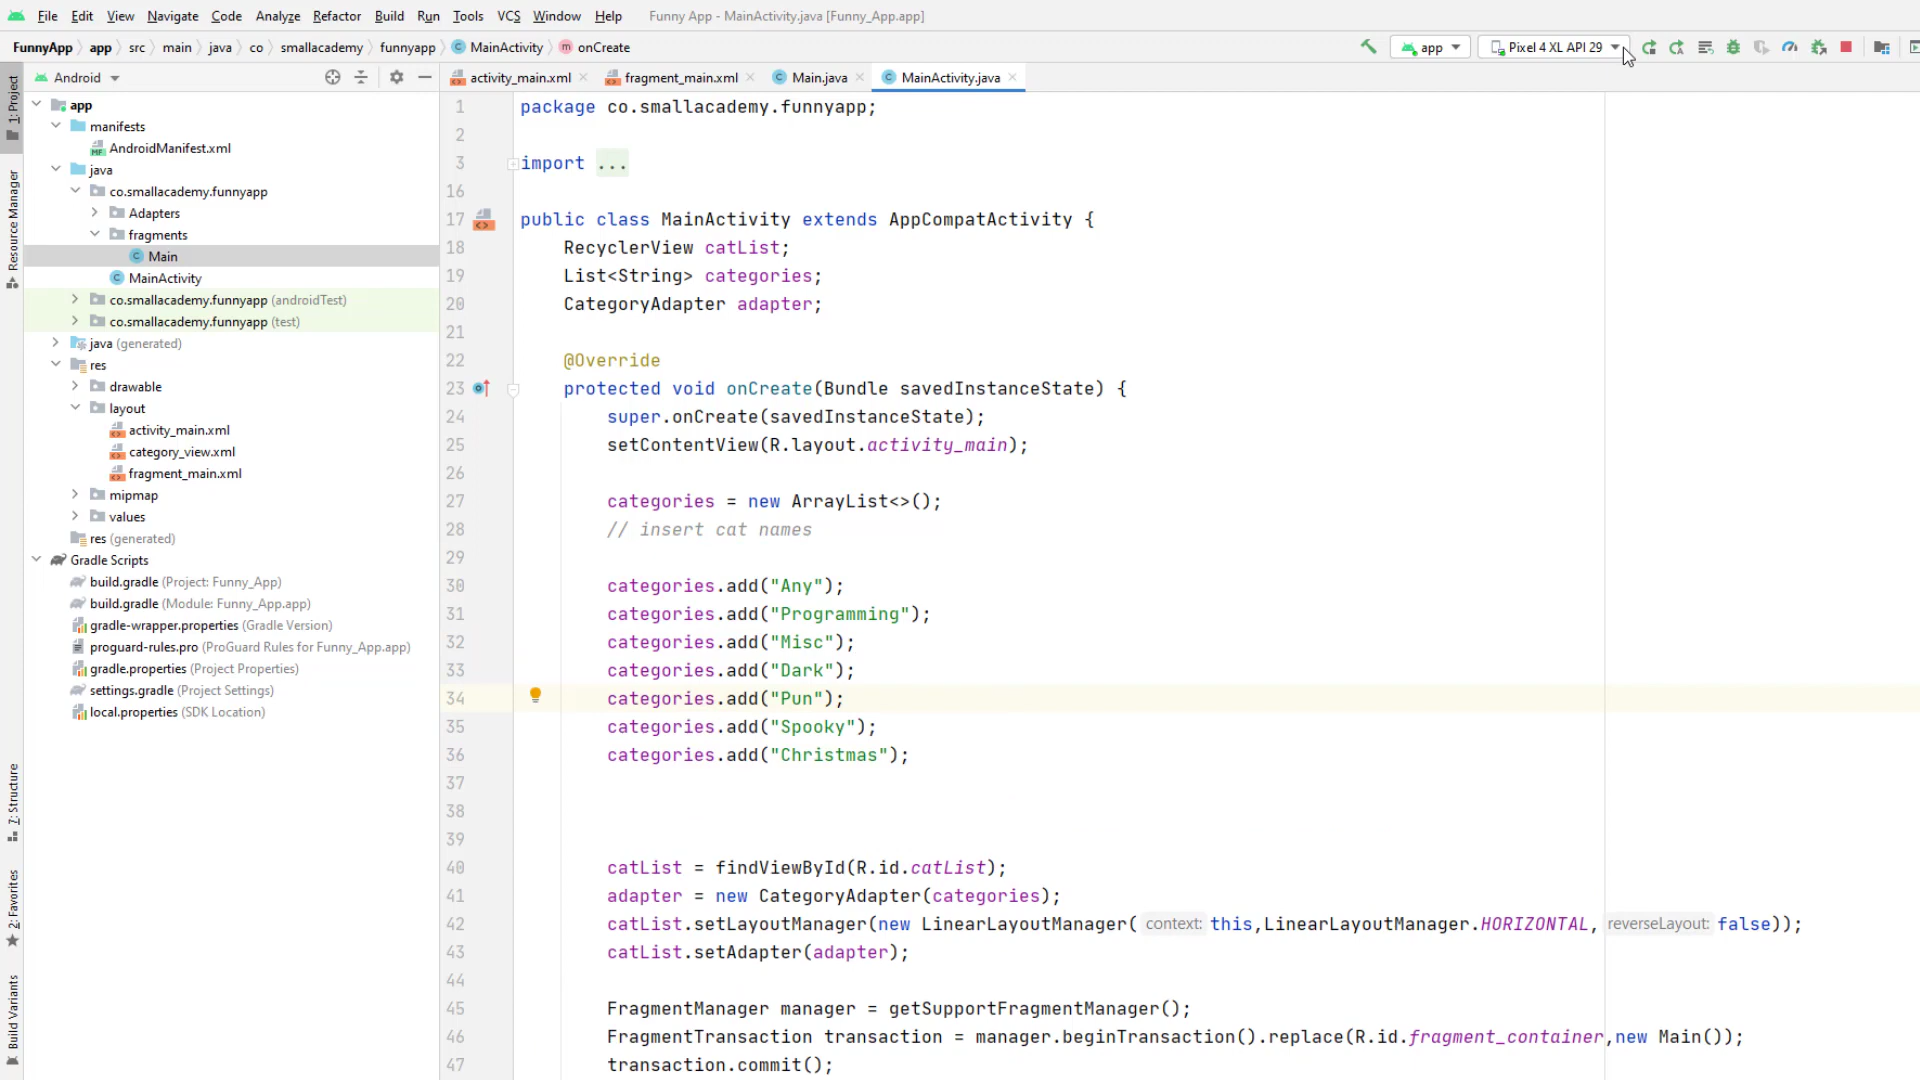 File Edit View Navigate Code Analyze Refactor Build Run Tools VCS Window Help Funny App - MainActivity.java [Funny_App.app]
FunnyApp app src main java co smallacademy funnyapp MainActivity onCreate app Pixel 4 XL API 29
Android activity_main.xml fragment_main.xml Main.java MainActivity.java
1: Project
Resource Manager
7: Structure
2: Favorites
Build Variants
app
manifests
AndroidManifest.xml
java
co.smallacademy.funnyapp
Adapters
fragments
Main
MainActivity
co.smallacademy.funnyapp (androidTest)
co.smallacademy.funnyapp (test)
java (generated)
res
drawable
layout
activity_main.xml
category_view.xml
fragment_main.xml
mipmap
values
res (generated)
Gradle Scripts
build.gradle (Project: Funny_App)
build.gradle (Module: Funny_App.app)
gradle-wrapper.properties (Gradle Version)
proguard-rules.pro (ProGuard Rules for Funny_App.app)
gradle.properties (Project Properties)
settings.gradle (Project Settings)
local.properties (SDK Location)
1 package co.smallacademy.funnyapp;
2
3 import ...
16
17 public class MainActivity extends AppCompatActivity {
18 RecyclerView catList;
19 List<String> categories;
20 CategoryAdapter adapter;
21
22 @Override
23 protected void onCreate(Bundle savedInstanceState) {
24 super.onCreate(savedInstanceState);
25 setContentView(R.layout.activity_main);
26
27 categories = new ArrayList<>();
28 // insert cat names
29
30 categories.add("Any");
31 categories.add("Programming");
32 categories.add("Misc");
33 categories.add("Dark");
34 categories.add("Pun");
35 categories.add("Spooky");
36 categories.add("Christmas");
37
38
39
40 catList = findViewById(R.id.catList);
41 adapter = new CategoryAdapter(categories);
42 catList.setLayoutManager(new LinearLayoutManager( context: this,LinearLayoutManager.HORIZONTAL, reverseLayout: false));
43 catList.setAdapter(adapter);
44
45 FragmentManager manager = getSupportFragmentManager();
46 FragmentTransaction transaction = manager.beginTransaction().replace(R.id.fragment_container,new Main());
47 transaction.commit();